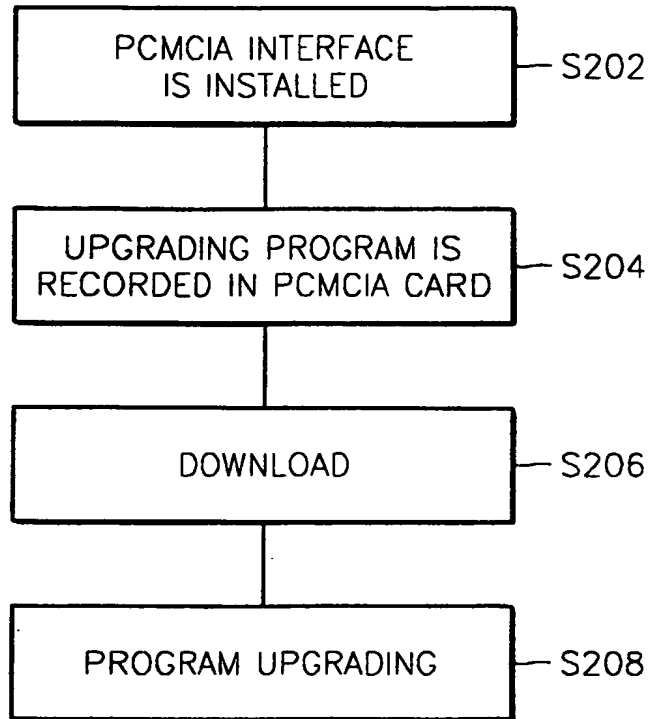 PCMCIA INTERFACE
IS INSTALLED
S202
UPGRADING PROGRAM IS
RECORDED IN PCMCIA CARD
S204
DOWNLOAD
S206
PROGRAM UPGRADING
S208